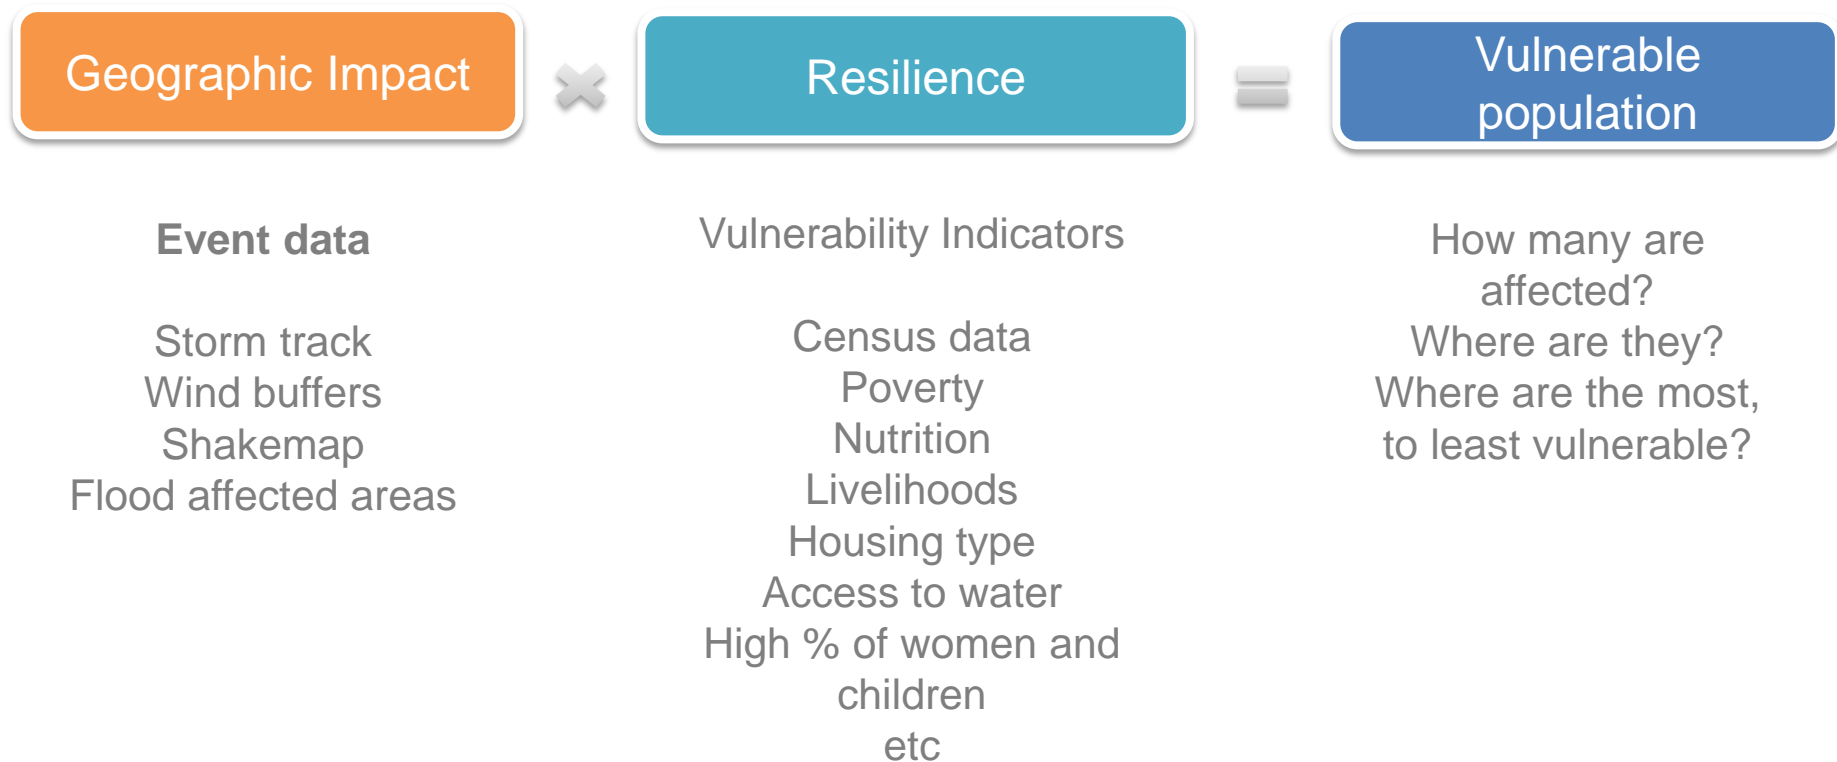 Geographic Impact
Resilience
Vulnerable
population
Event data
Storm track
Wind buffers
Shakemap
Flood affected areas
Vulnerability Indicators
Census data
Poverty
Nutrition
Livelihoods
Housing type
Access to water
High % of women and
children
etc
How many are
affected?
Where are they?
Where are the most,
to least vulnerable?